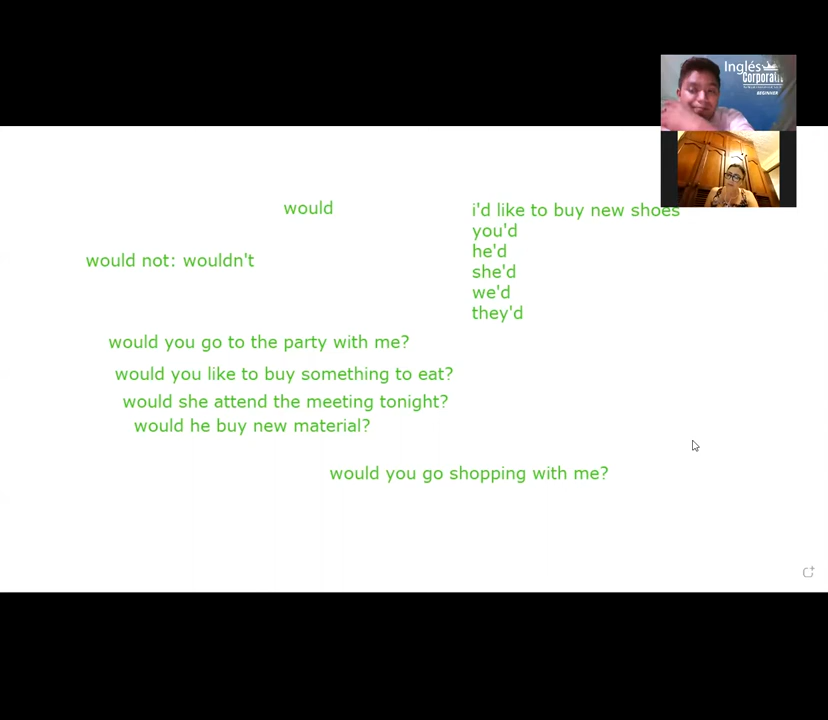 Inglés
Corporati
BEGINNER
would
i'd like to buy new shoes
you'd
he'd
she'd
we'd
they'd
would not: wouldn't
would you go to the party with me?
would you like to buy something to eat?
would she attend the meeting tonight?
would he buy new material?
would you go shopping with me?